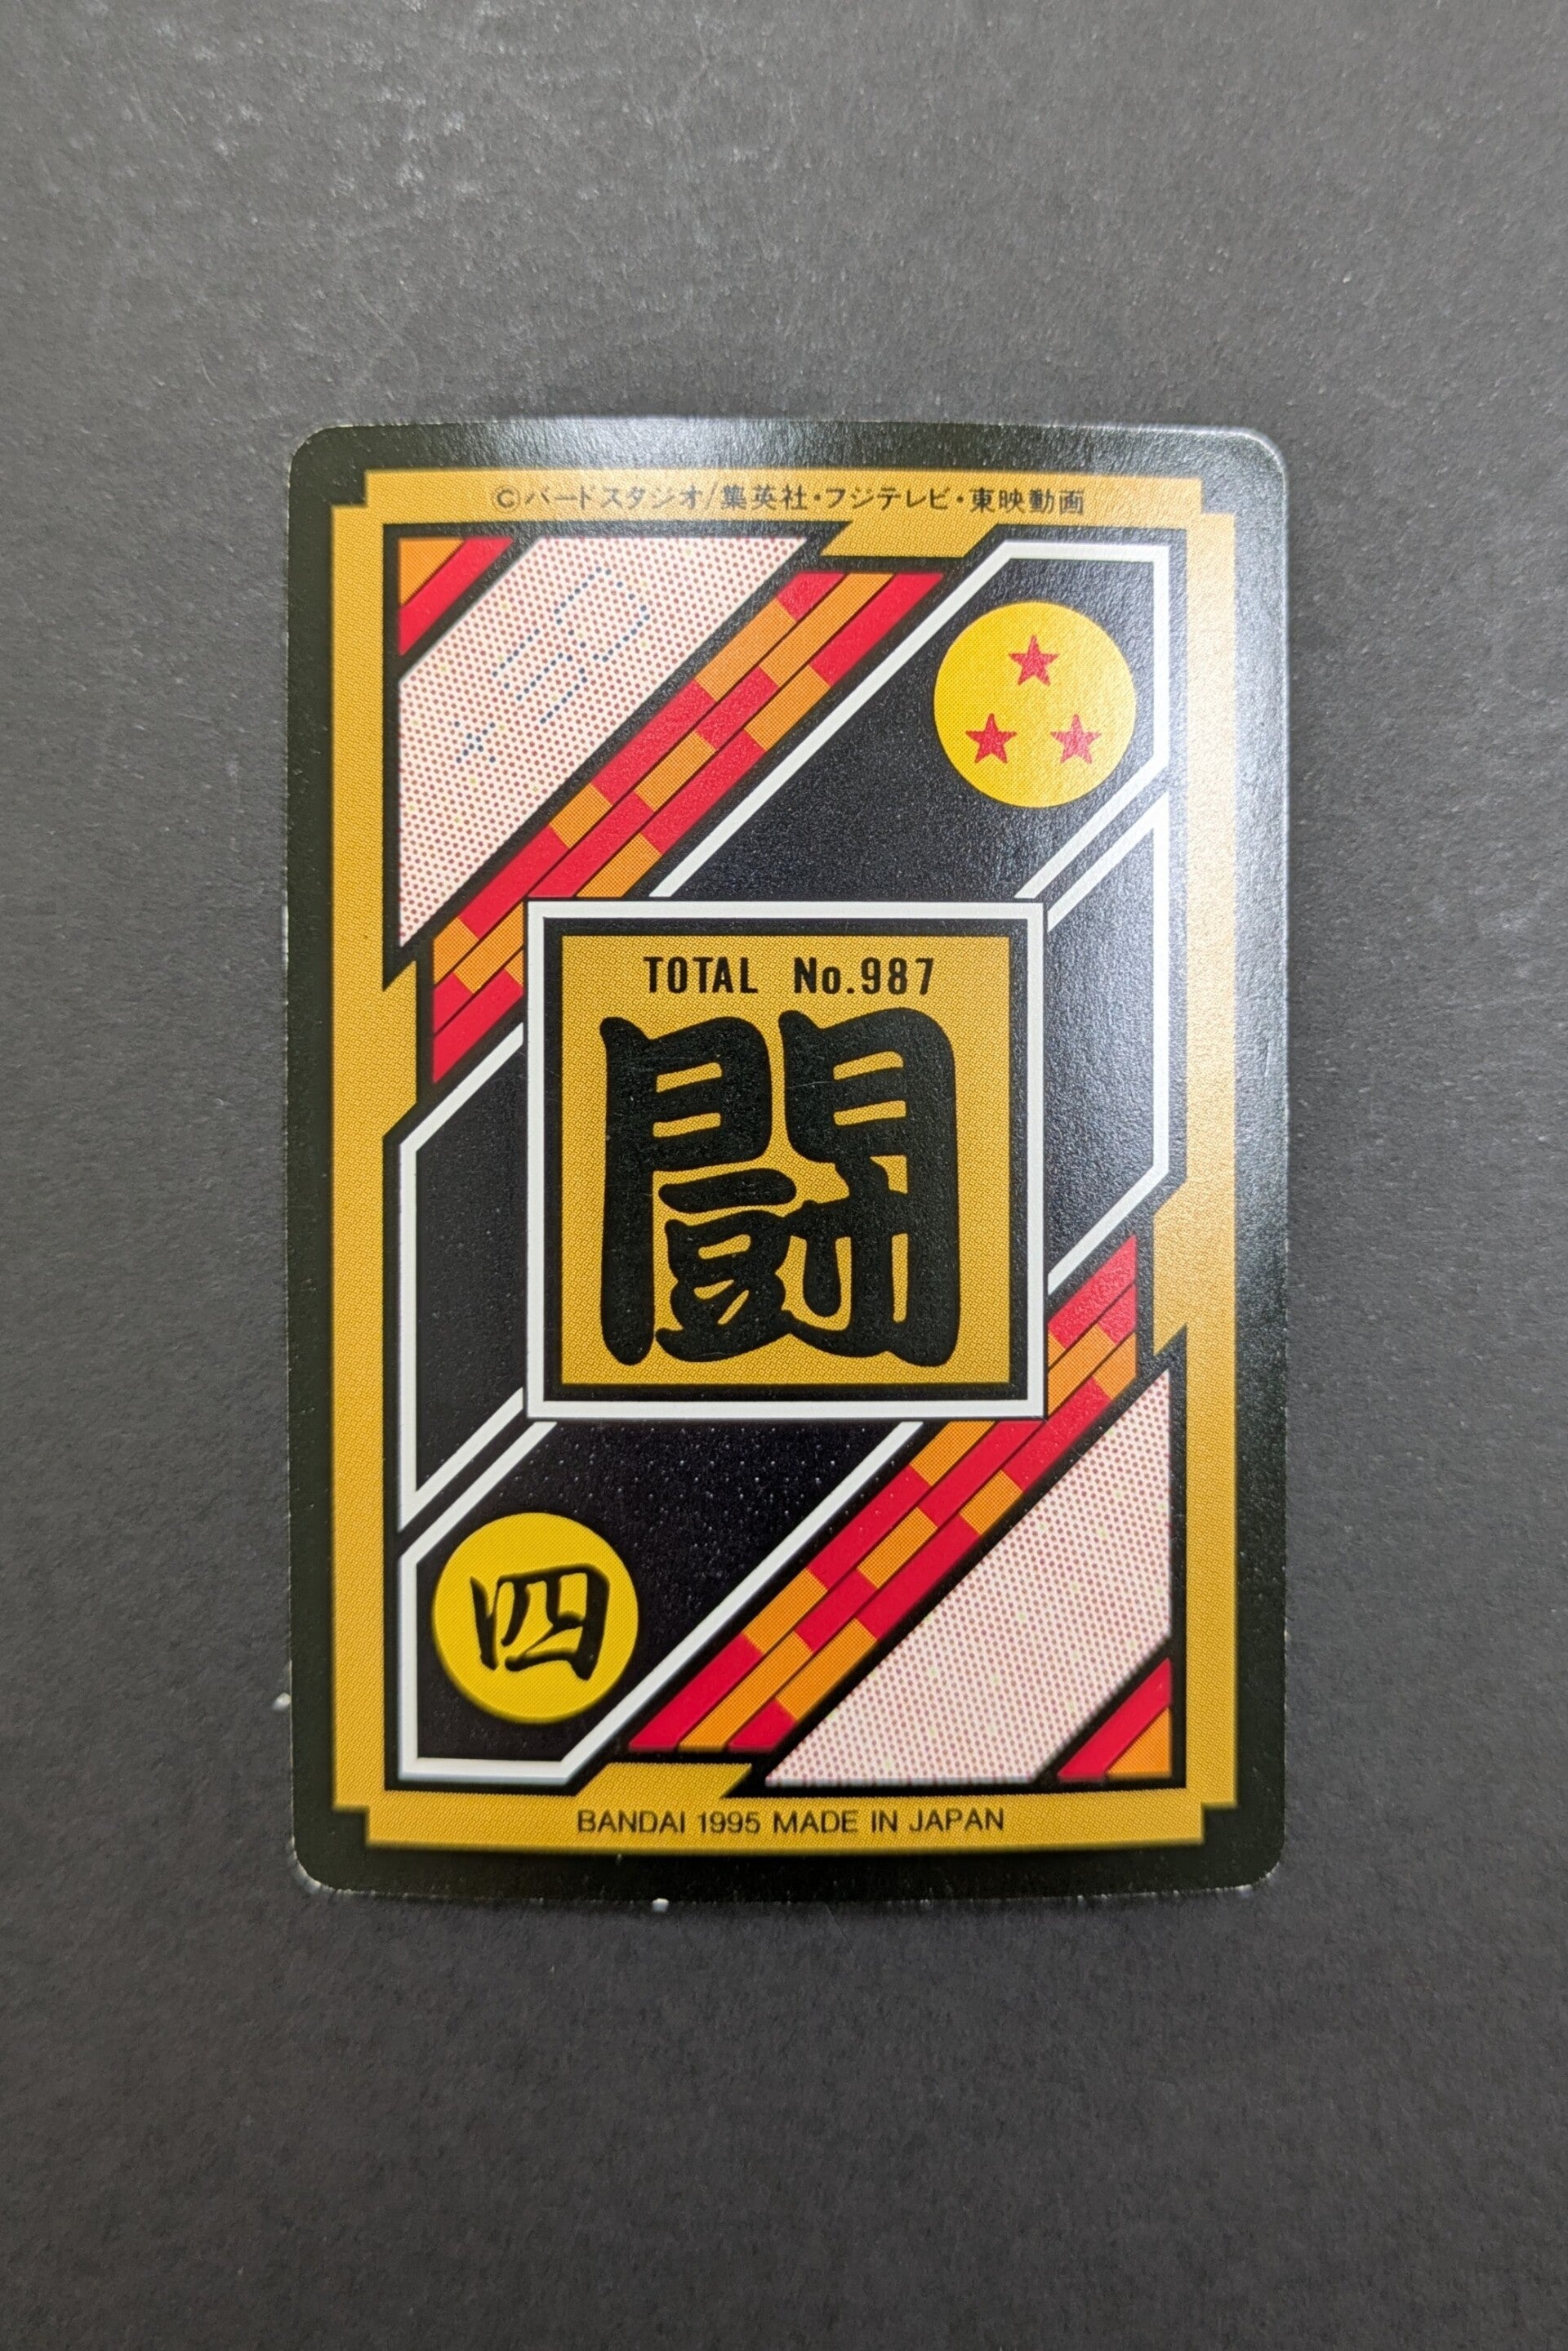 ©バードスタジオ/集英社・フジテレビ・東映動画
TOTAL No.987
闘
四
BANDAI 1995 MADE IN JAPAN